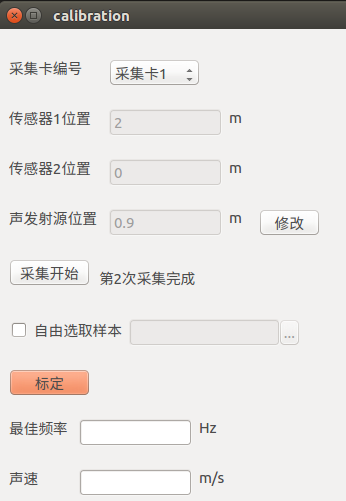 calibration
采集卡编号 采集卡1
传感器1位置 2 m
传感器2位置 0 m
声发射源位置 0.9 m 修改
采集开始 第2次采集完成
自由选取样本 ...
标定
最佳频率 Hz
声速 m/s